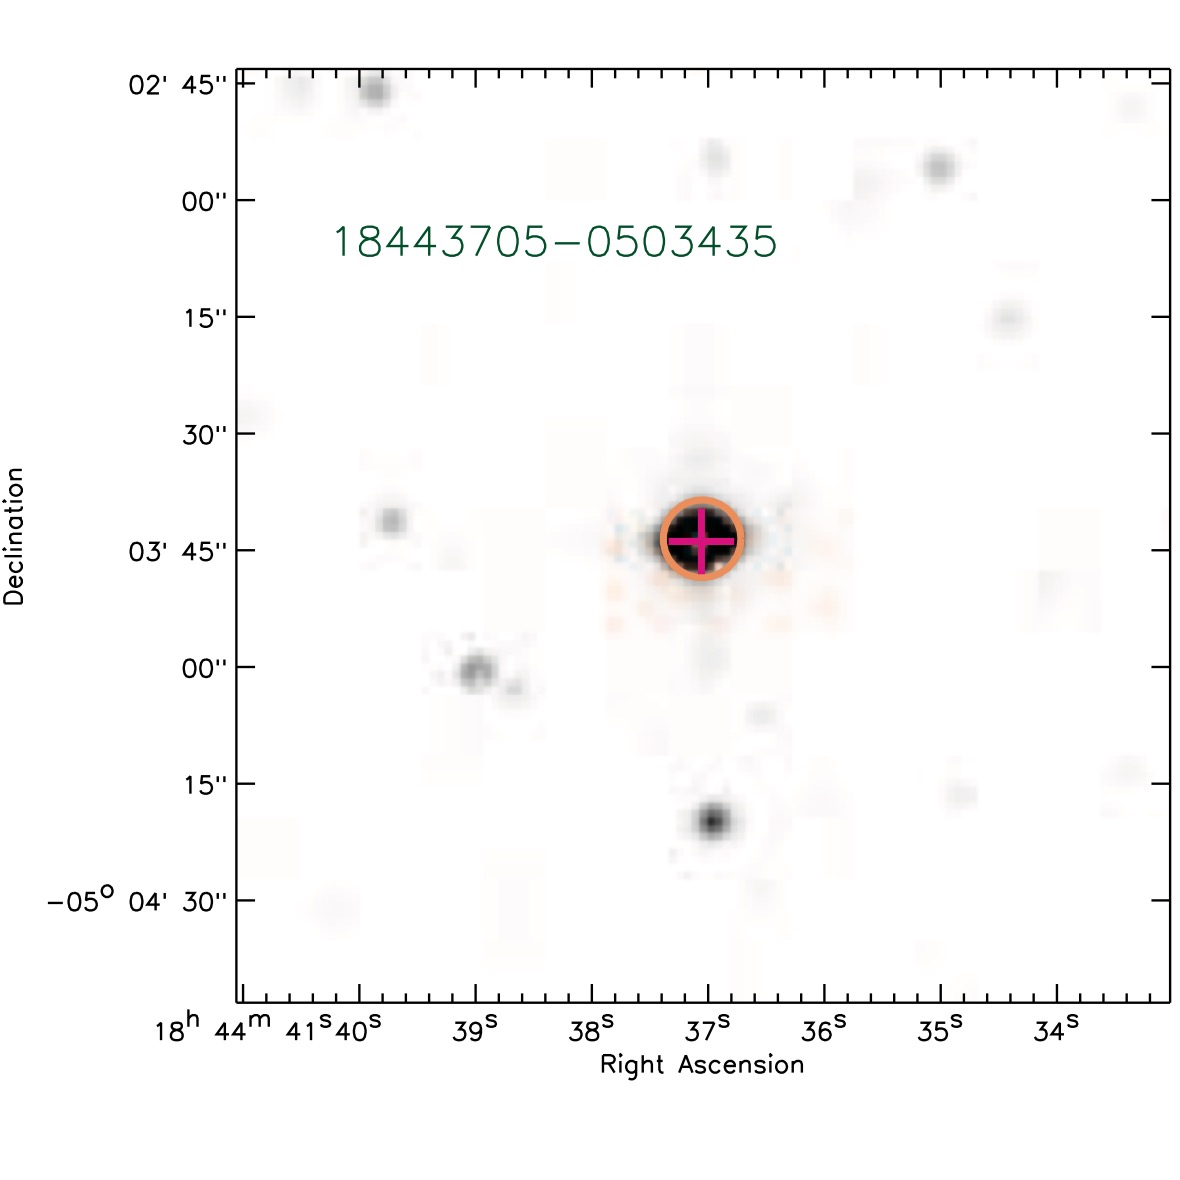 02' 45"
00"
18443705-0503435
15"
30"
Declination
03' 45"
00"
15"
-05° 04' 30"
18h 44m 41s 40s 39s 38s 37s 36s 35s 34s
Right Ascension